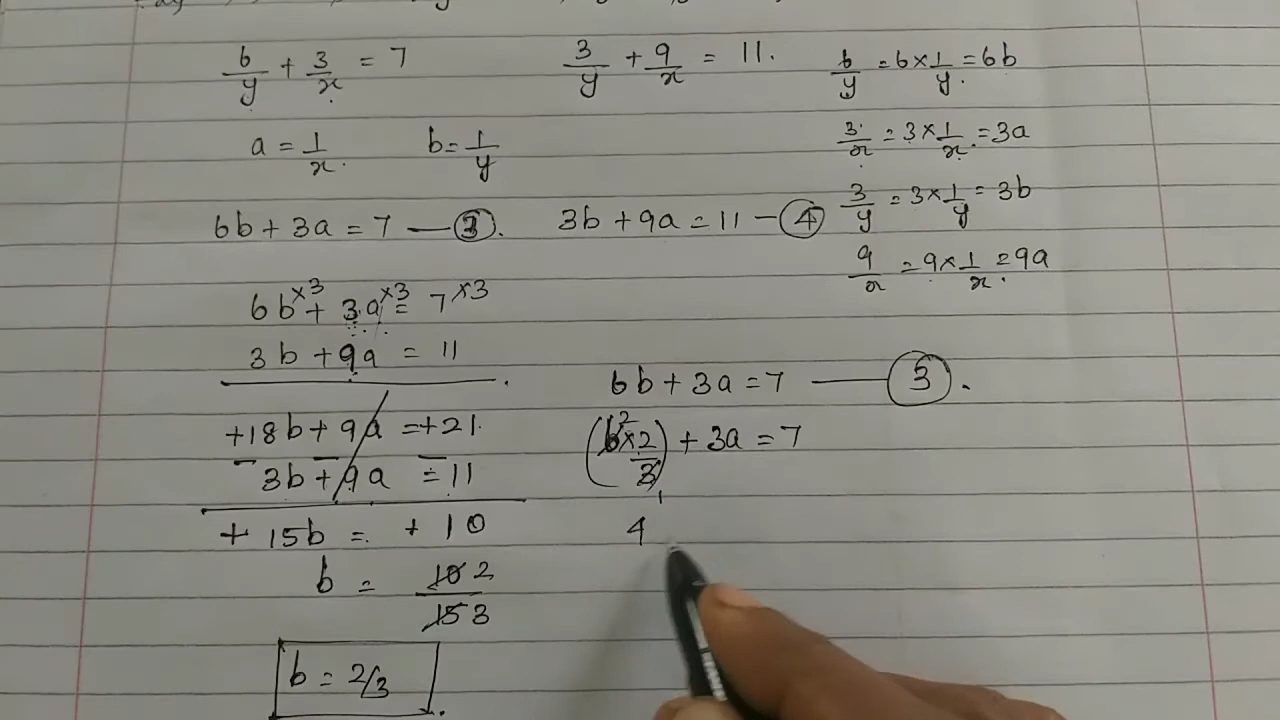 6/y + 3/x = 7
3/y + 9/x = 11.
6/y = 6 × 1/y = 6b
a = 1/x
b = 1/y
3/x = 3 × 1/x = 3a
6b + 3a = 7 — ③.
3b + 9a = 11 — ④
3/y = 3 × 1/y = 3b
9/x = 9 × 1/x = 9a
6b ×3 + 3a ×3 = 7 ×3
3b + 9a = 11
+18b + 9a = +21
3b + 9a = 11
+ 15b = + 10
b = 10 2 / 15 3
b = 2/3
6b + 3a = 7 — ③.
(6 2 × 2/3 1) + 3a = 7
4